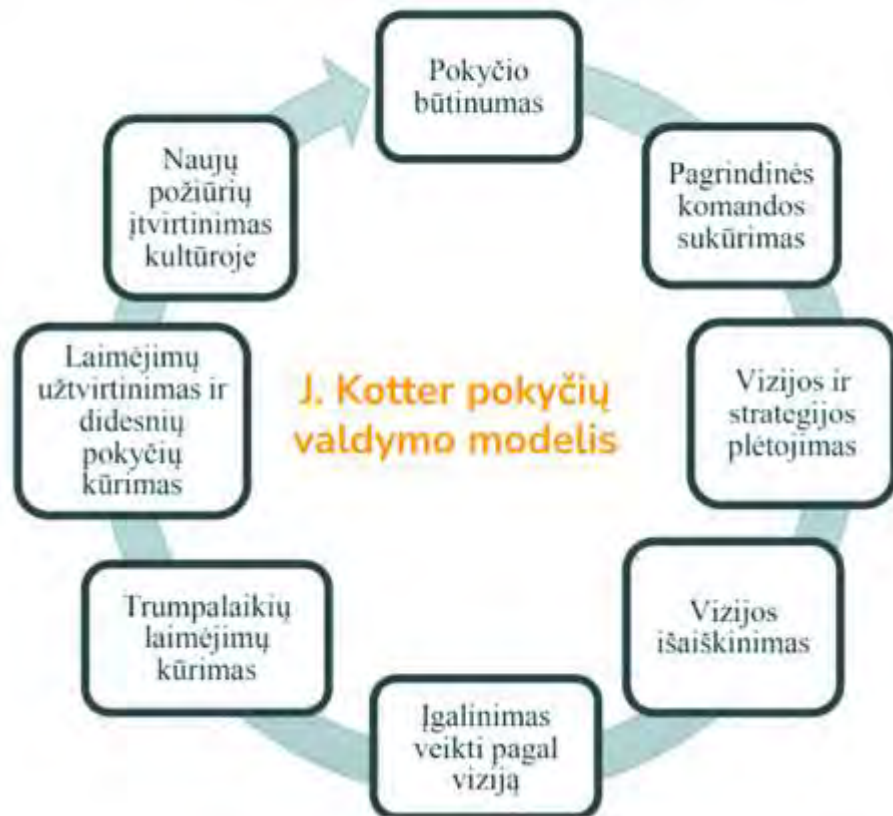 Pokyčio
būtinumas
Pagrindinės
komandos
sukūrimas
Vizijos ir
strategijos
plėtojimas
Vizijos
išaiškinimas
Įgalinimas
veikti pagal
viziją
Trumpalaikių
laimėjimų
kūrimas
Laimėjimų
užtvirtinimas ir
didesnių
pokyčių
kūrimas
Naujų
požiūrių
įtvirtinimas
kultūroje
J. Kotter pokyčių
valdymo modelis